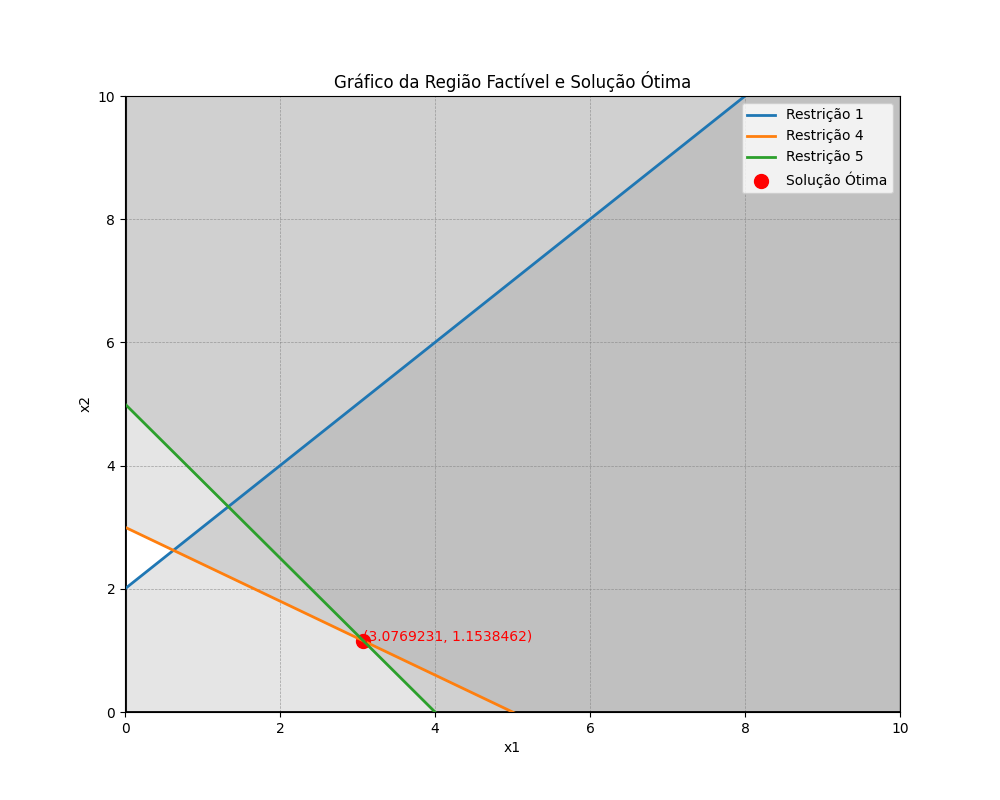 Gráfico da Região Factível e Solução Ótima
Restrição 1
Restrição 4
Restrição 5
Solução Ótima
10
8
6
4
2
0
x2
(3.0769231, 1.1538462)
0 2 4 6 8 10
x1